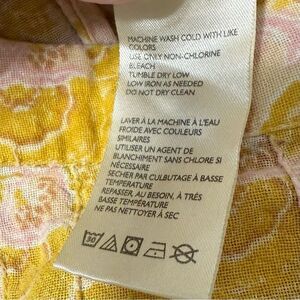 MACHINE WASH COLD WITH LIKE
COLORS
USE ONLY NON-CHLORINE
BLEACH
TUMBLE DRY LOW
LOW IRON AS NEEDED
DO NOT DRY CLEAN
LAVER À LA MACHINE À L'EAU
FROIDE AVEC COULEURS
SIMILAIRES
UTILISER UN AGENT DE
BLANCHIMENT SANS CHLORE SI
NÉCESSAIRE
SECHER PAR CULBUTAGE À BASSE
TEMPÉRATURE
REPASSER, AU BESOIN, À TRÈS
BASSE TEMPÉRATURE
NE PAS NETTOYER À SEC
30